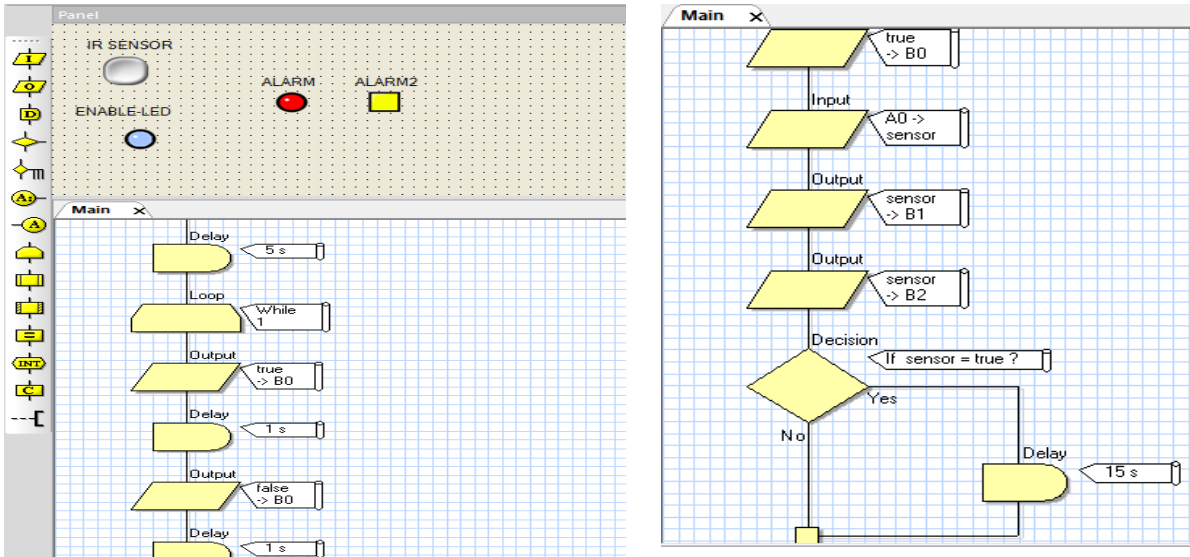 Panel
IR SENSOR
ALARM
ALARM2
ENABLE-LED
I
O
D
A:
A
INT
C
Main x
Delay
5 s
Loop
While
1
Output
true
-> B0
Delay
1 s
Output
false
-> B0
Delay
1 s
Main x
true
-> B0
Input
A0 ->
sensor
Output
sensor
-> B1
Output
sensor
-> B2
Decision
If sensor = true ?
Yes
No
Delay
15 s